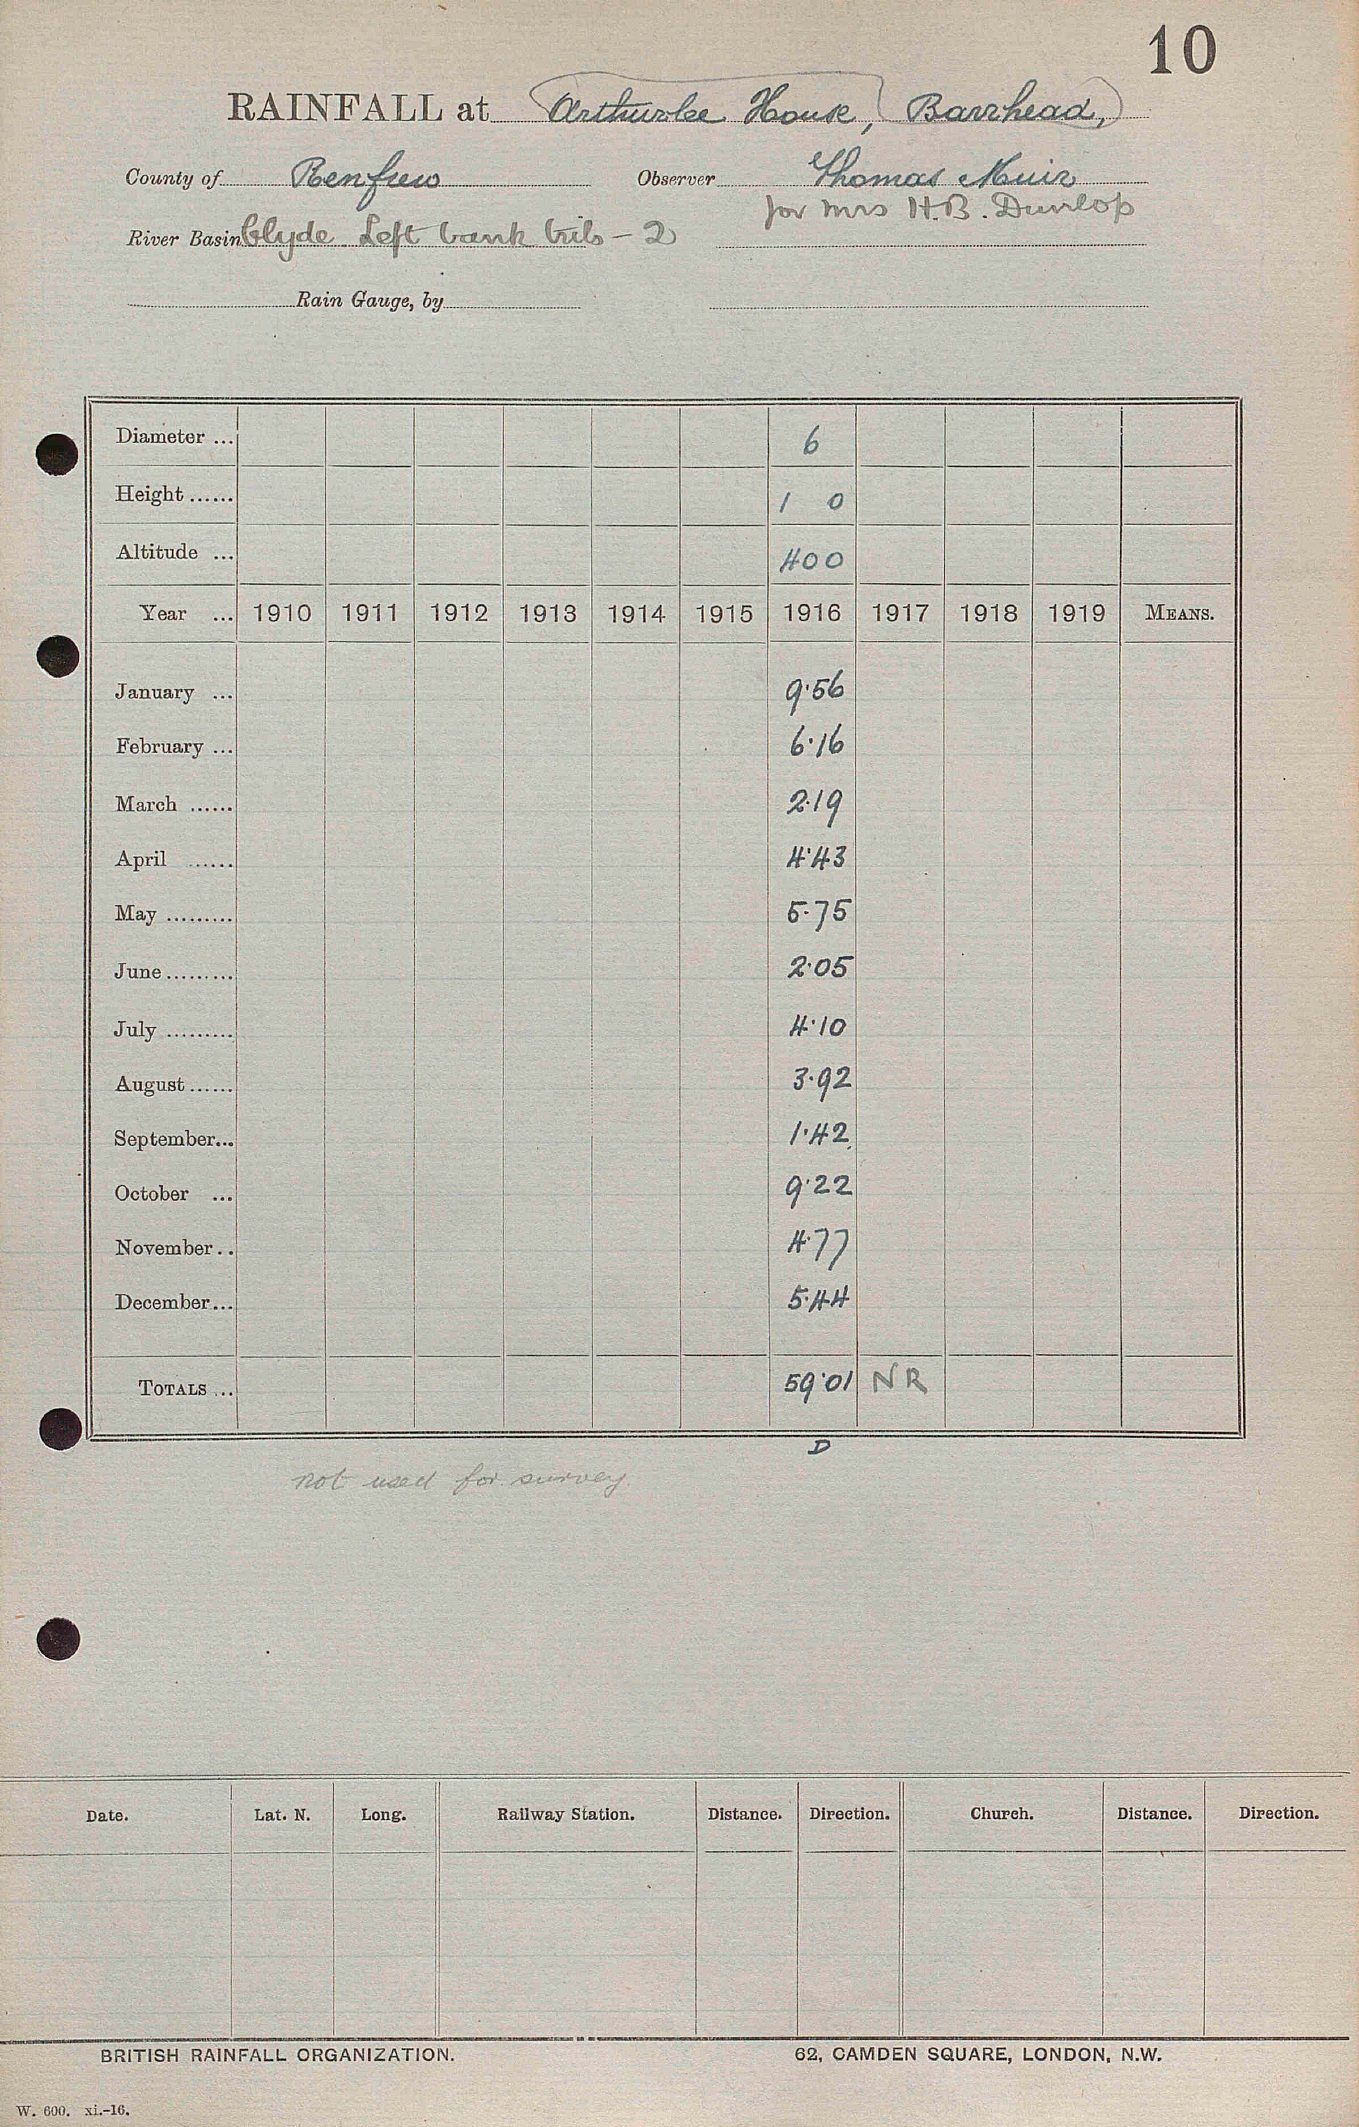 10
RAINFALL at Arthurlee House, Barrhead,
County of Renfrew Observer Thomas Muir
for Mrs H.B. Dunlop
River Basin Clyde Left bank tribs - 2
Rain Gauge, by
Diameter ... 6
Height ...... 1 0
Altitude ... 400
Year ... 1910 1911 1912 1913 1914 1915 1916 1917 1918 1919 MEANS.
January ... 9·56
February ... 6·16
March ...... 2·19
April ...... 4·43
May ......... 5·75
June ......... 2·05
July ......... 4·10
August ...... 3·92
September... 1·42
October ... 9·22
November .. 4·77
December... 5·44
TOTALS ... 59·01 NR
D
not used for survey
Date. Lat. N. Long. Railway Station. Distance. Direction. Church. Distance. Direction.
BRITISH RAINFALL ORGANIZATION. 62, CAMDEN SQUARE, LONDON, N.W.
W. 600. xi.-16.